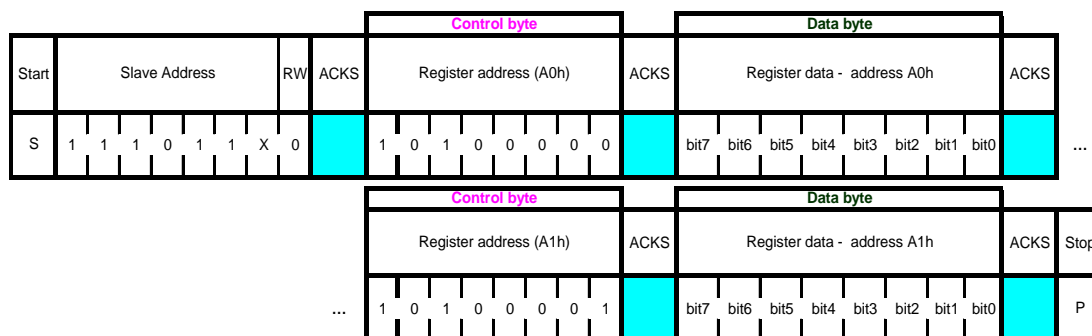 Control byte Data byte
Start Slave Address RW ACKS Register address (A0h) ACKS Register data - address A0h ACKS
S 1 1 1 0 1 1 X 0 1 0 1 0 0 0 0 0 bit7 bit6 bit5 bit4 bit3 bit2 bit1 bit0 ...
Control byte Data byte
Register address (A1h) ACKS Register data - address A1h ACKS Stop
... 1 0 1 0 0 0 0 1 bit7 bit6 bit5 bit4 bit3 bit2 bit1 bit0 P